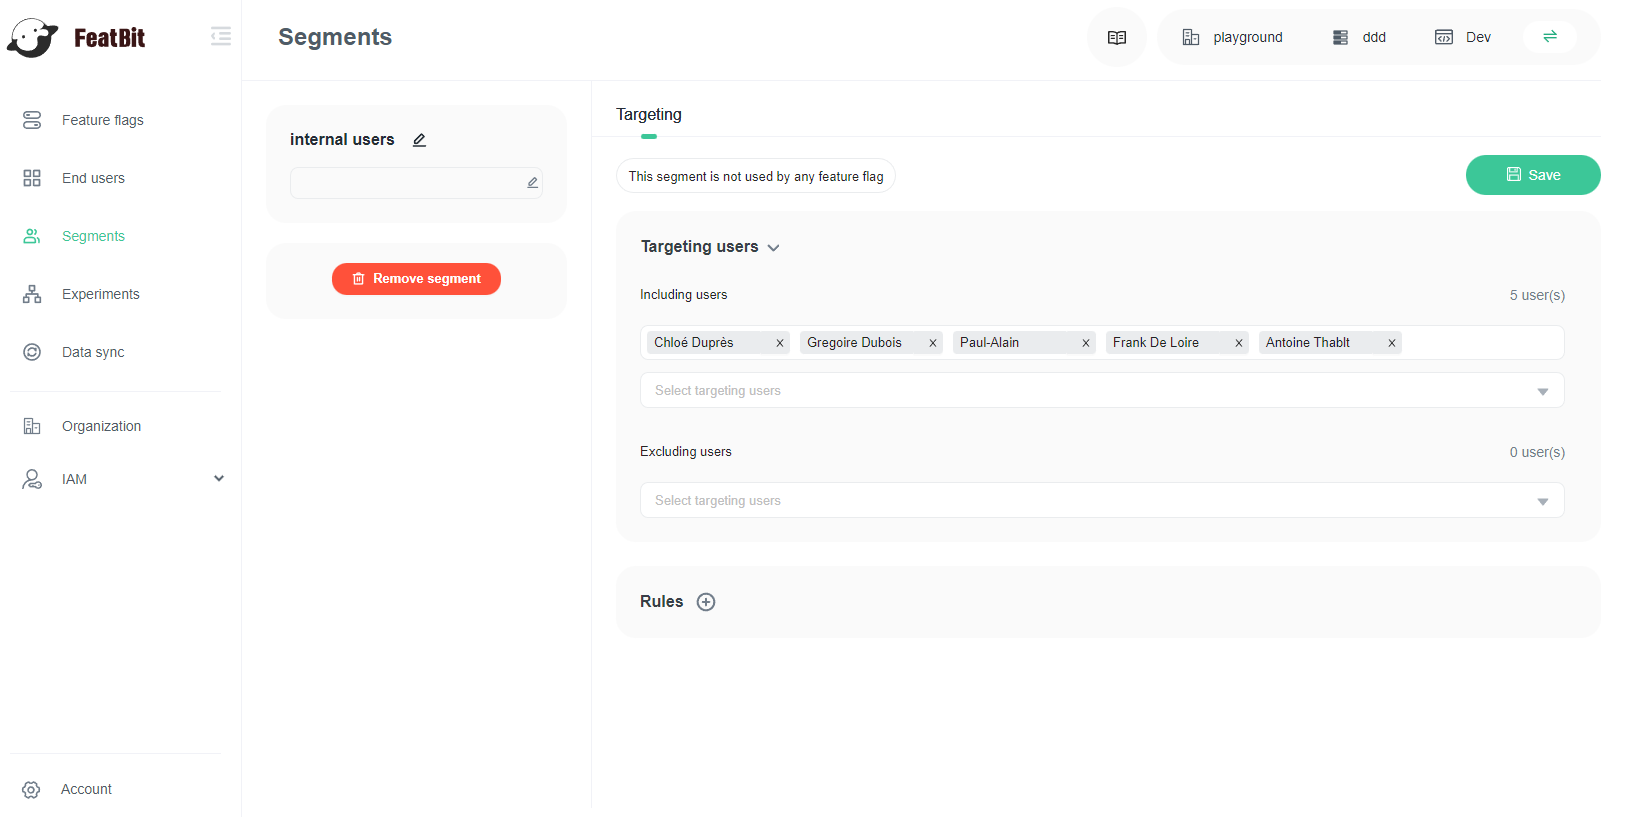 FeatBit
Segments
playground
ddd
Dev
Feature flags
End users
Segments
Experiments
Data sync
Organization
IAM
Account
internal users
Remove segment
Targeting
This segment is not used by any feature flag
Save
Targeting users
Including users
5 user(s)
Chloé Duprès x Gregoire Dubois x Paul-Alain x Frank De Loire x Antoine Thablt x
Select targeting users
Excluding users
0 user(s)
Select targeting users
Rules